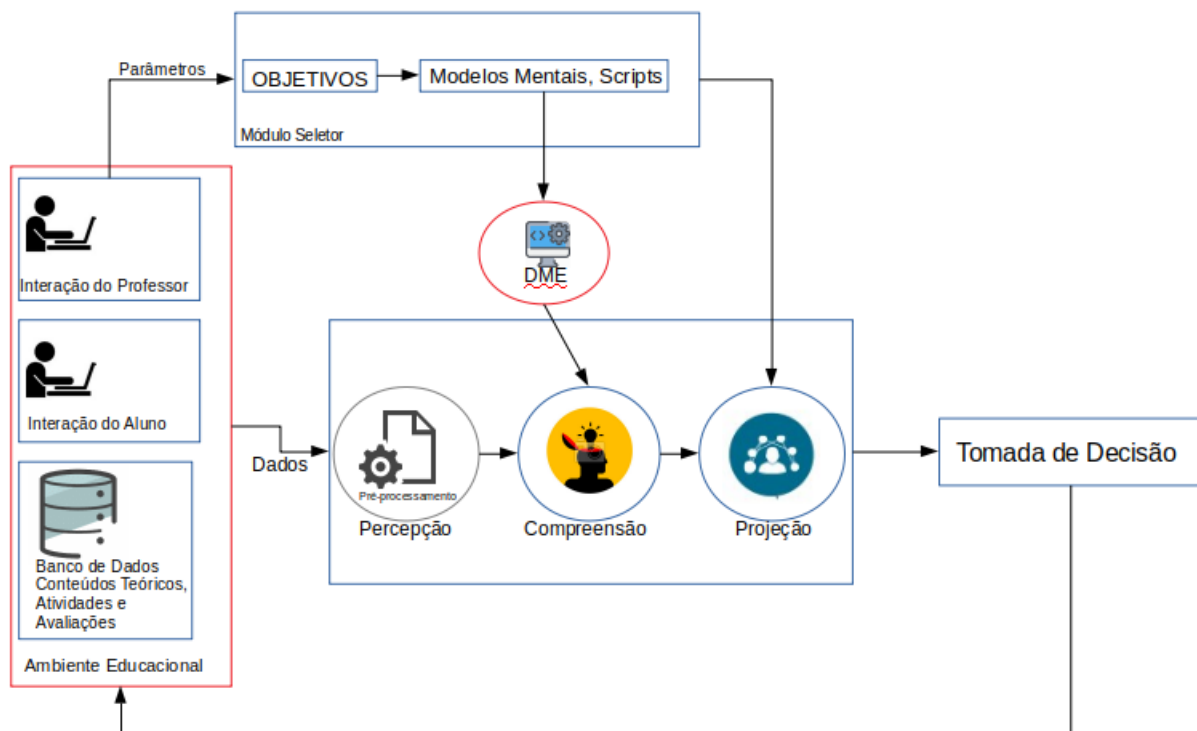 Parâmetros
OBJETIVOS
Modelos Mentais, Scripts
Módulo Seletor
Interação do Professor
DME
Interação do Aluno
Dados
Pré-processamento
Percepção
Compreensão
Projeção
Tomada de Decisão
Banco de Dados
Conteúdos Teóricos,
Atividades e
Avaliações
Ambiente Educacional